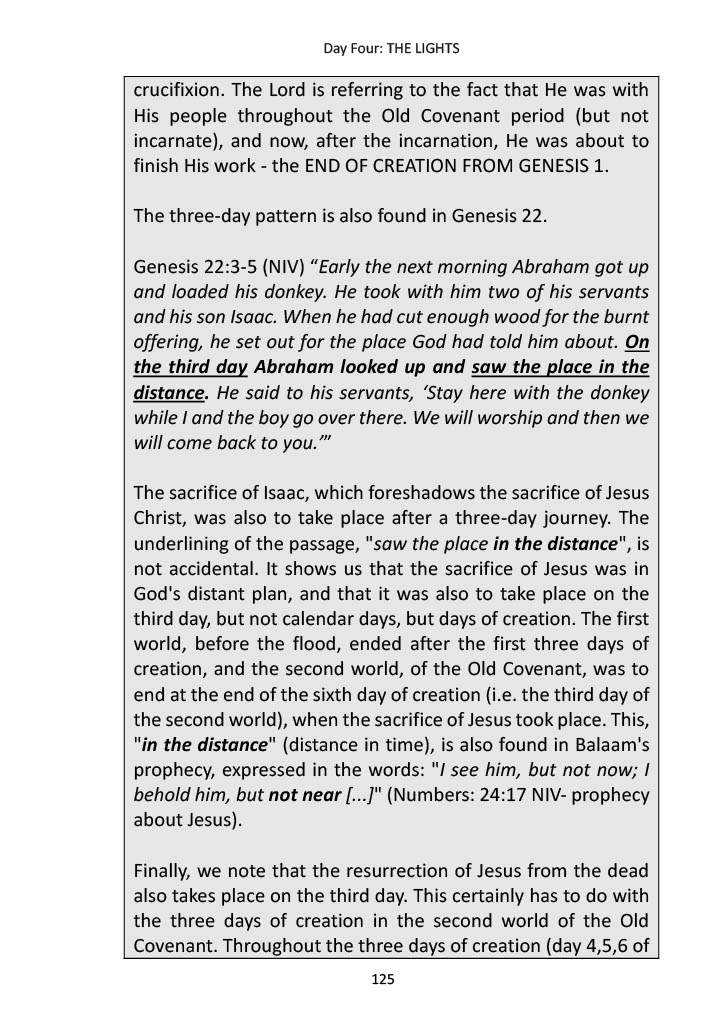 Day Four: THE LIGHTS
crucifixion. The Lord is referring to the fact that He was with
His people throughout the Old Covenant period (but not
incarnate), and now, after the incarnation, He was about to
finish His work - the END OF CREATION FROM GENESIS 1.
The three-day pattern is also found in Genesis 22.
Genesis 22:3-5 (NIV) “Early the next morning Abraham got up
and loaded his donkey. He took with him two of his servants
and his son Isaac. When he had cut enough wood for the burnt
offering, he set out for the place God had told him about. On
the third day Abraham looked up and saw the place in the
distance. He said to his servants, ‘Stay here with the donkey
while I and the boy go over there. We will worship and then we
will come back to you.’”
The sacrifice of Isaac, which foreshadows the sacrifice of Jesus
Christ, was also to take place after a three-day journey. The
underlining of the passage, "saw the place in the distance", is
not accidental. It shows us that the sacrifice of Jesus was in
God's distant plan, and that it was also to take place on the
third day, but not calendar days, but days of creation. The first
world, before the flood, ended after the first three days of
creation, and the second world, of the Old Covenant, was to
end at the end of the sixth day of creation (i.e. the third day of
the second world), when the sacrifice of Jesus took place. This,
"in the distance" (distance in time), is also found in Balaam's
prophecy, expressed in the words: "I see him, but not now; I
behold him, but not near [...]" (Numbers: 24:17 NIV- prophecy
about Jesus).
Finally, we note that the resurrection of Jesus from the dead
also takes place on the third day. This certainly has to do with
the three days of creation in the second world of the Old
Covenant. Throughout the three days of creation (day 4,5,6 of
125